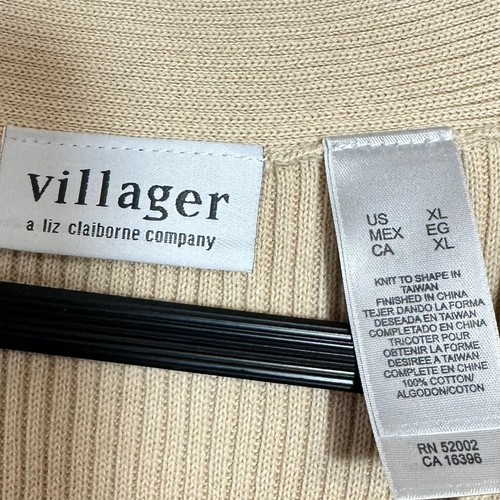 villager
a liz claiborne company
US XL
MEX EG
CA XL
KNIT TO SHAPE IN
TAIWAN
FINISHED IN CHINA
TEJER DANDO LA FORMA
DESEADA EN TAIWAN
COMPLETADO EN CHINA
TRICOTER POUR
OBTENIR LA FORME
DESIREE A TAIWAN
COMPLETE EN CHINE
100% COTTON/
ALGODON/COTON
RN 52002
CA 16396